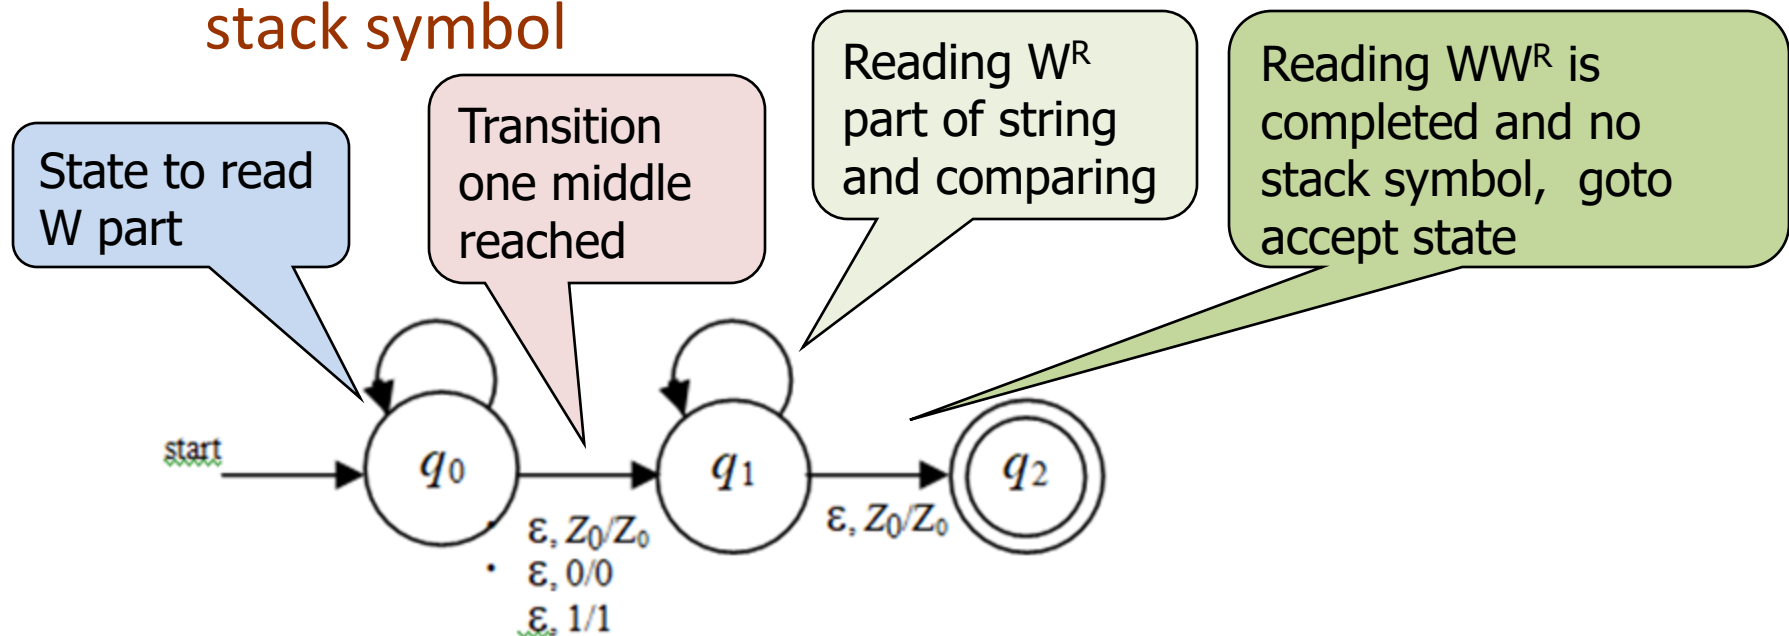 stack symbol
State to read
W part
Transition
one middle
reached
Reading Wᴿ
part of string
and comparing
Reading WWᴿ is
completed and no
stack symbol,  goto
accept state
start
q₀
q₁
q₂
• ε, Z₀/Z₀
• ε, 0/0
ε, 1/1
ε, Z₀/Z₀